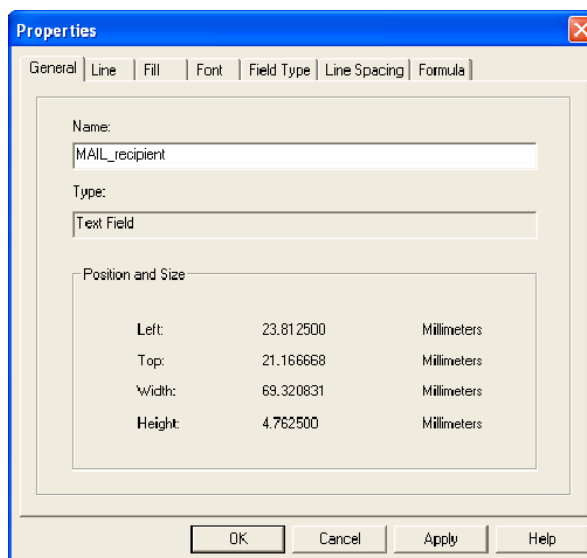 Properties
General Line Fill Font Field Type Line Spacing Formula
Name:
MAIL_recipient
Type:
Text Field
Position and Size
Left: 23.812500 Millimeters
Top: 21.166668 Millimeters
Width: 69.320831 Millimeters
Height: 4.762500 Millimeters
OK Cancel Apply Help